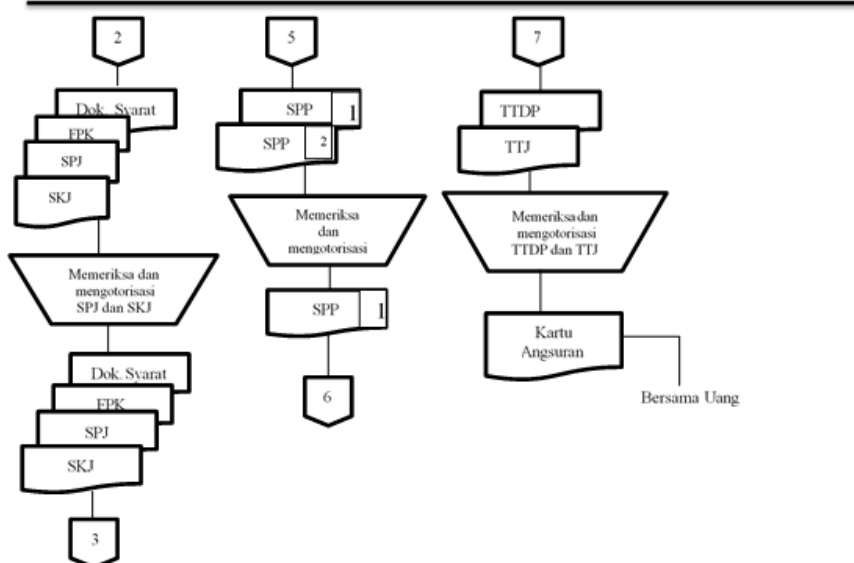 2
Dok. Syarat
FPK
SPJ
SKJ
Memeriksa dan
mengotorisasi
SPJ dan SKJ
Dok. Syarat
FPK
SPJ
SKJ
3
5
SPP 1
SPP 2
Memeriksa
dan
mengotorisasi
SPP 1
6
7
TTDP
TTJ
Memeriksa dan
mengotorisasi
TTDP dan TTJ
Kartu
Angsuran
Bersama Uang